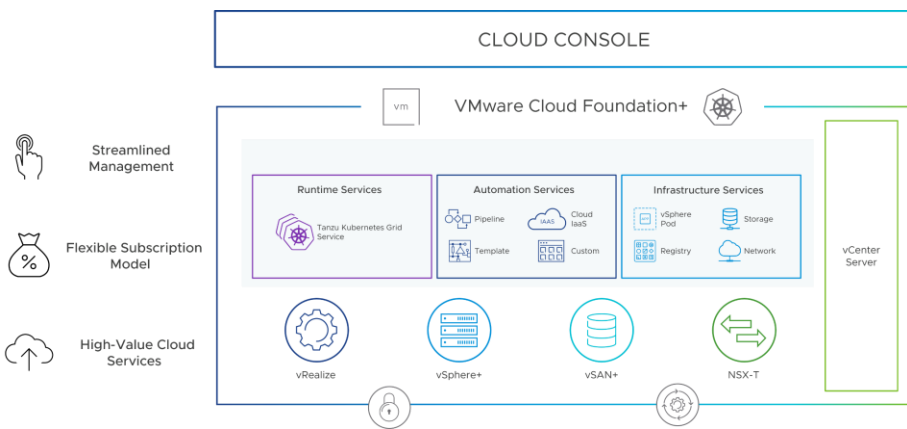 CLOUD CONSOLE
vm
VMware Cloud Foundation+
Streamlined
Management
Flexible Subscription
Model
%
High-Value Cloud
Services
Runtime Services
Tanzu Kubernetes Grid
Service
Automation Services
Pipeline
IAAS
Cloud
IaaS
Template
Custom
Infrastructure Services
vSphere
Pod
Storage
Registry
Network
vCenter
Server
vRealize
vSphere+
vSAN+
NSX-T